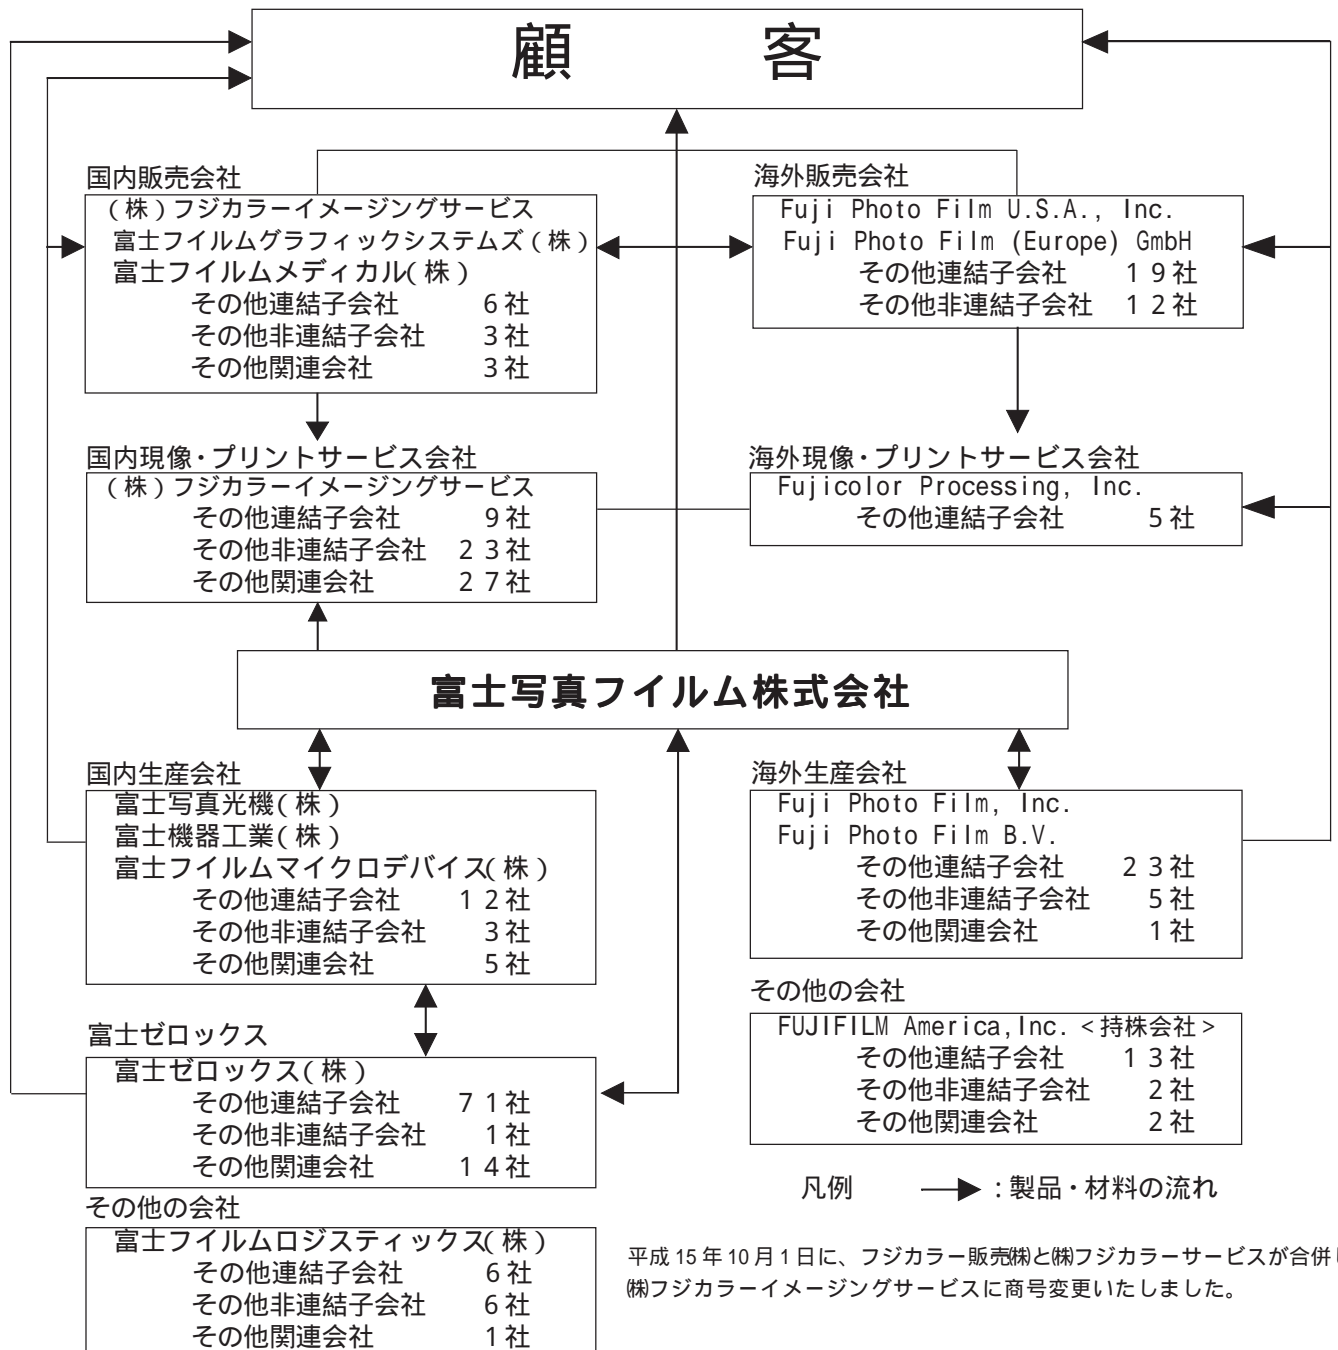 顧 客
国内販売会社
(株)フジカラーイメージングサービス
富士フイルムグラフィックシステムズ(株)
富士フイルムメディカル(株)
その他連結子会社 6社
その他非連結子会社 3社
その他関連会社 3社
海外販売会社
Fuji Photo Film U.S.A., Inc.
Fuji Photo Film (Europe) GmbH
その他連結子会社 19社
その他非連結子会社 12社
国内現像・プリントサービス会社
(株)フジカラーイメージングサービス
その他連結子会社 9社
その他非連結子会社 23社
その他関連会社 27社
海外現像・プリントサービス会社
Fujicolor Processing, Inc.
その他連結子会社 5社
富士写真フイルム株式会社
国内生産会社
富士写真光機(株)
富士機器工業(株)
富士フイルムマイクロデバイス(株)
その他連結子会社 12社
その他非連結子会社 3社
その他関連会社 5社
海外生産会社
Fuji Photo Film, Inc.
Fuji Photo Film B.V.
その他連結子会社 23社
その他非連結子会社 5社
その他関連会社 1社
富士ゼロックス
富士ゼロックス(株)
その他連結子会社 71社
その他非連結子会社 1社
その他関連会社 14社
その他の会社
FUJIFILM America,Inc.<持株会社>
その他連結子会社 13社
その他非連結子会社 2社
その他関連会社 2社
凡例 :製品・材料の流れ
その他の会社
富士フイルムロジスティックス(株)
その他連結子会社 6社
その他非連結子会社 6社
その他関連会社 1社
平成15年10月1日に、フジカラー販売㈱と㈱フジカラーサービスが合併し
㈱フジカラーイメージングサービスに商号変更いたしました。